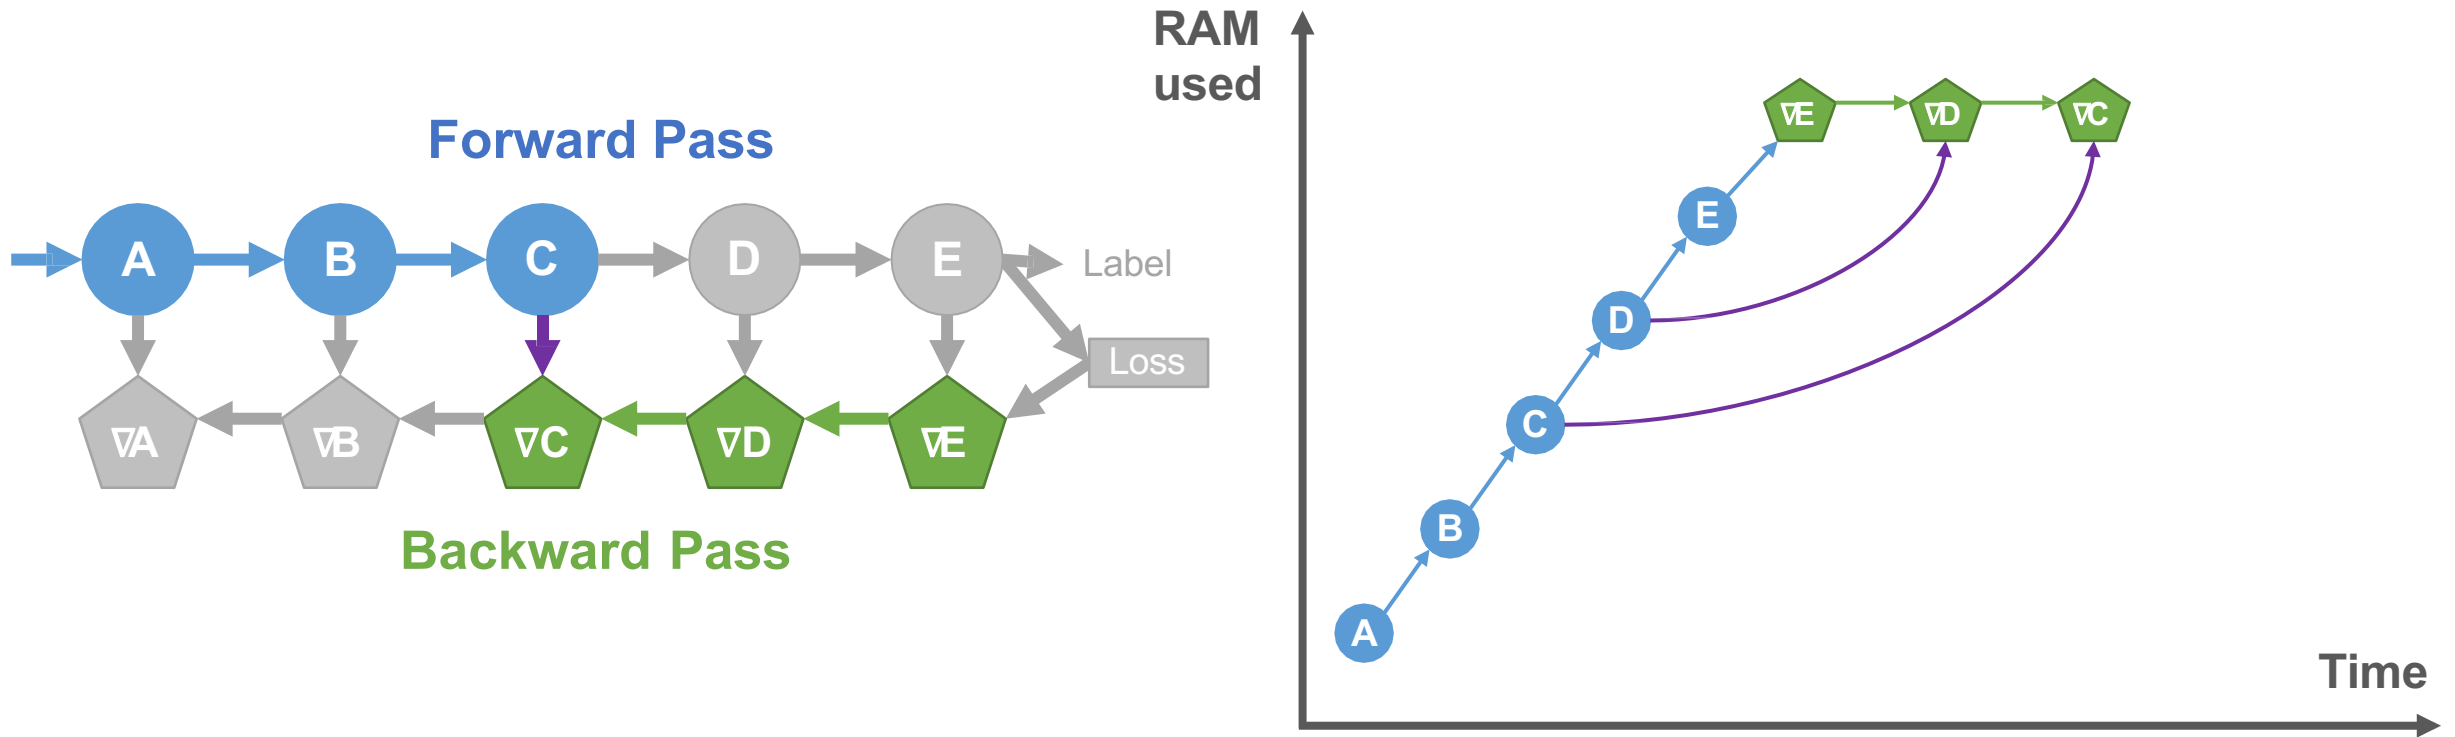 Forward Pass
A
B
C
D
E
Label
Loss
∇A
∇B
∇C
∇D
∇E
Backward Pass
RAM
used
∇E
∇D
∇C
E
D
C
B
A
Time